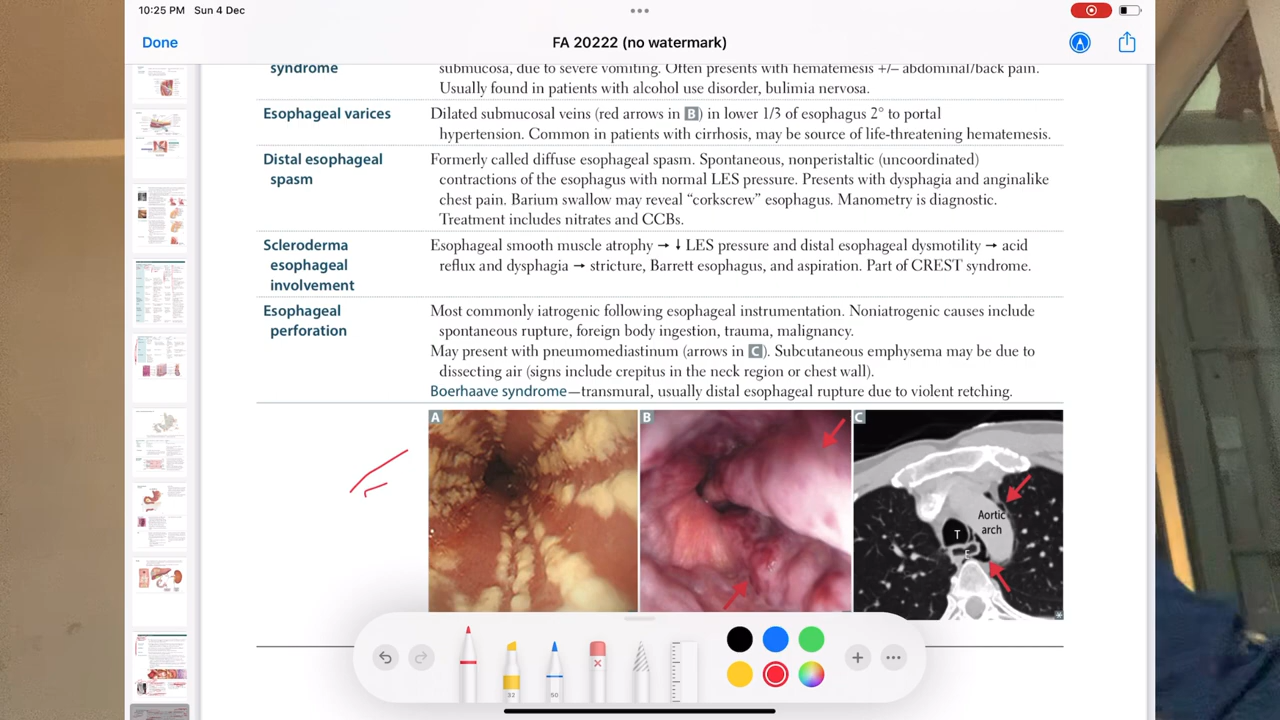 10:25 PM Sun 4 Dec
Done
FA 20222 (no watermark)
syndrome
submucosa, due to severe vomiting. Often presents with hematemesis +/– abdominal/back pain.
Usually found in patients with alcohol use disorder, bulimia nervosa.
Esophageal varices
Dilated submucosal veins (red arrows in B) in lower 1/3 of esophagus 2° to portal
hypertension. Common in patients with cirrhosis, may be source of life-threatening hematemesis.
Distal esophageal
spasm
Formerly called diffuse esophageal spasm. Spontaneous, nonperistaltic (uncoordinated)
contractions of the esophagus with normal LES pressure. Presents with dysphagia and anginalike
chest pain. Barium swallow may reveal “corkscrew” esophagus. Manometry is diagnostic.
Treatment includes nitrates and CCBs.
Scleroderma
esophageal
involvement
Esophageal smooth muscle atrophy → ↓ LES pressure and distal esophageal dysmotility → acid
reflux and dysphagia → stricture, Barrett esophagus, and aspiration. Part of CREST syndrome.
Esophageal
perforation
Most commonly iatrogenic following esophageal instrumentation. Noniatrogenic causes include
spontaneous rupture, foreign body ingestion, trauma, malignancy.
May present with pneumomediastinum (arrows in C). Subcutaneous emphysema may be due to
dissecting air (signs include crepitus in the neck region or chest wall).
Boerhaave syndrome—transmural, usually distal esophageal rupture due to violent retching.
A
B
C
Aortic
arch
T
E
32
50